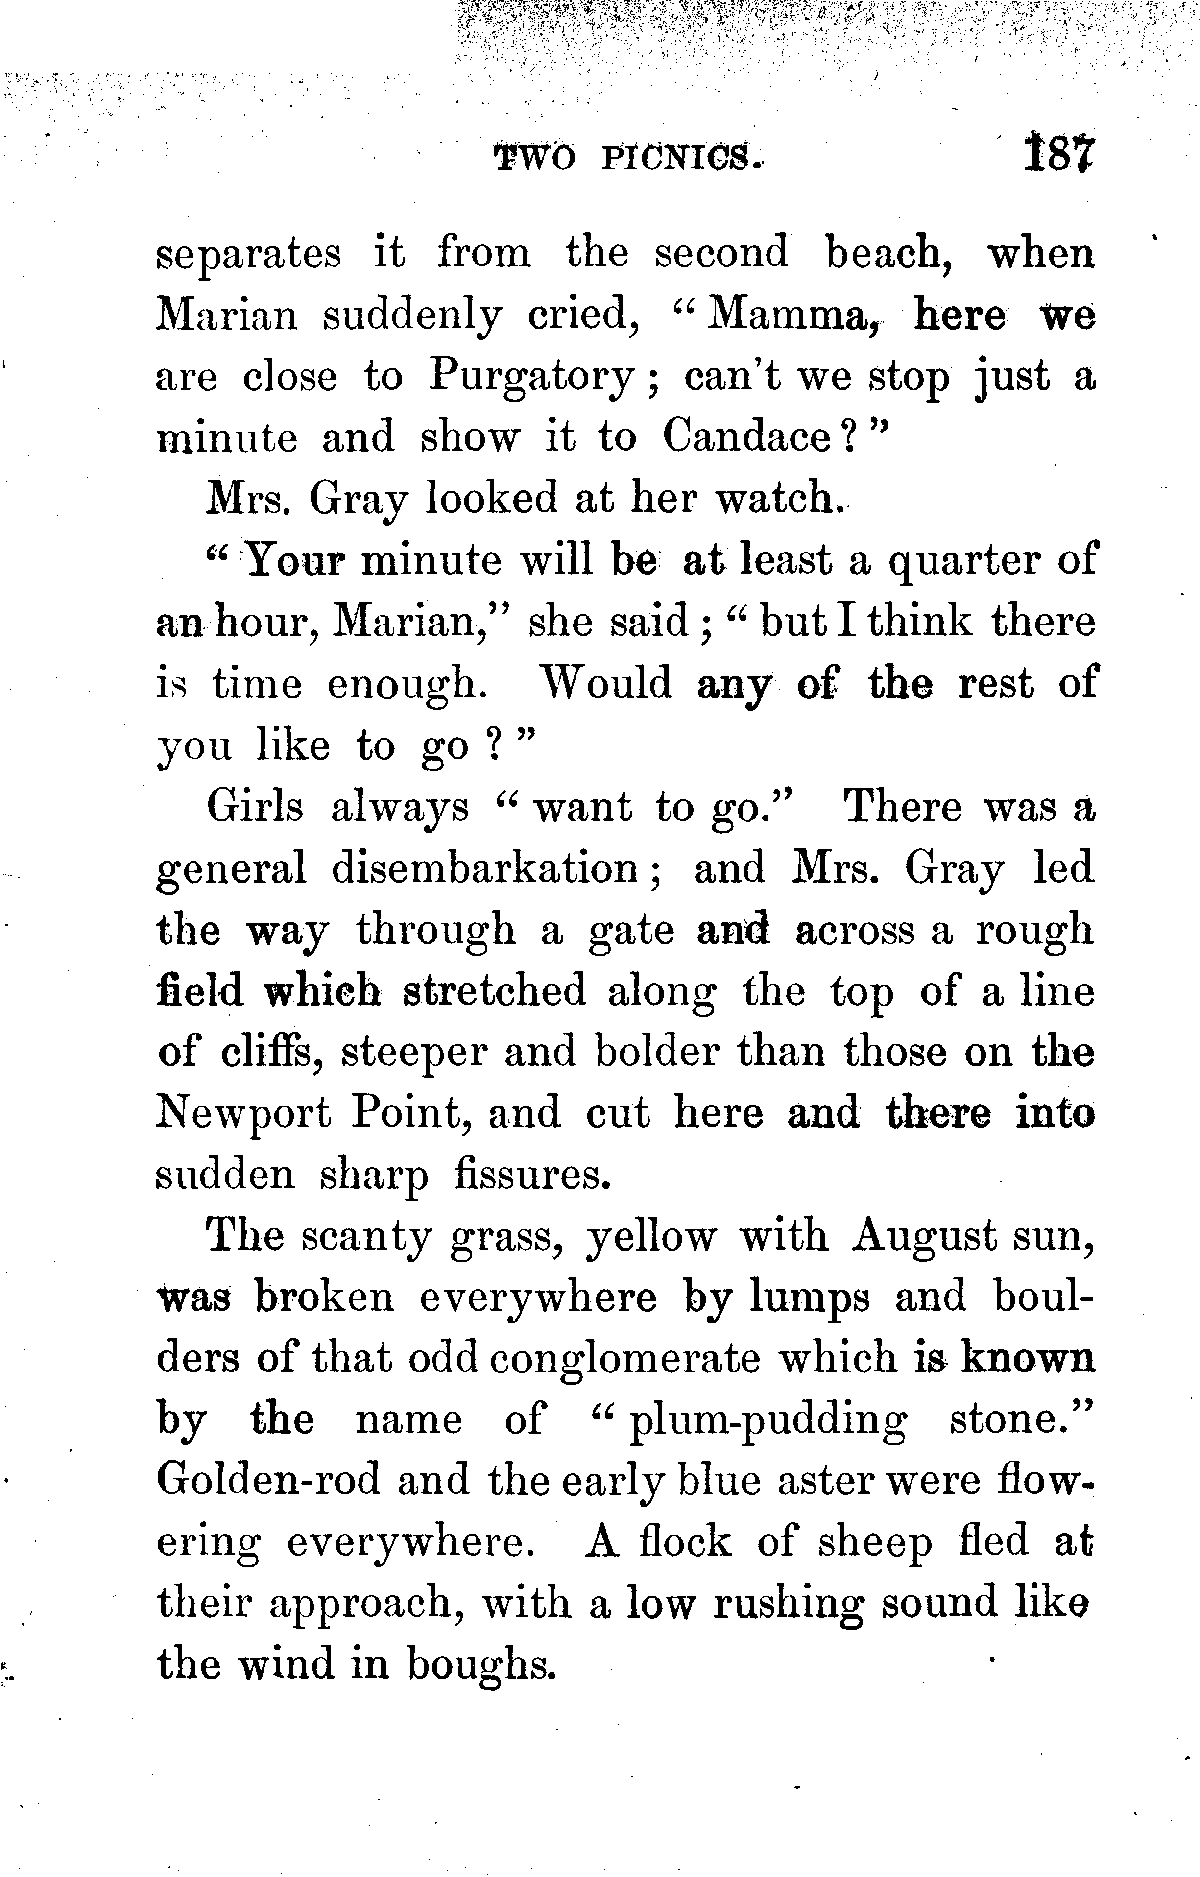 TWO PICNICS. 187
separates it from the second beach, when
Marian suddenly cried, “ Mamma, here we
are close to Purgatory ; can’t we stop just a
minute and show it to Candace ? ”
Mrs. Gray looked at her watch.
“ Your minute will be at least a quarter of
an hour, Marian,” she said ; “ but I think there
is time enough. Would any of the rest of
you like to go ? ”
Girls always “ want to go.” There was a
general disembarkation ; and Mrs. Gray led
the way through a gate and across a rough
field which stretched along the top of a line
of cliffs, steeper and bolder than those on the
Newport Point, and cut here and there into
sudden sharp fissures.
The scanty grass, yellow with August sun,
was broken everywhere by lumps and boul-
ders of that odd conglomerate which is known
by the name of “ plum-pudding stone.”
Golden-rod and the early blue aster were flow-
ering everywhere. A flock of sheep fled at
their approach, with a low rushing sound like
the wind in boughs.